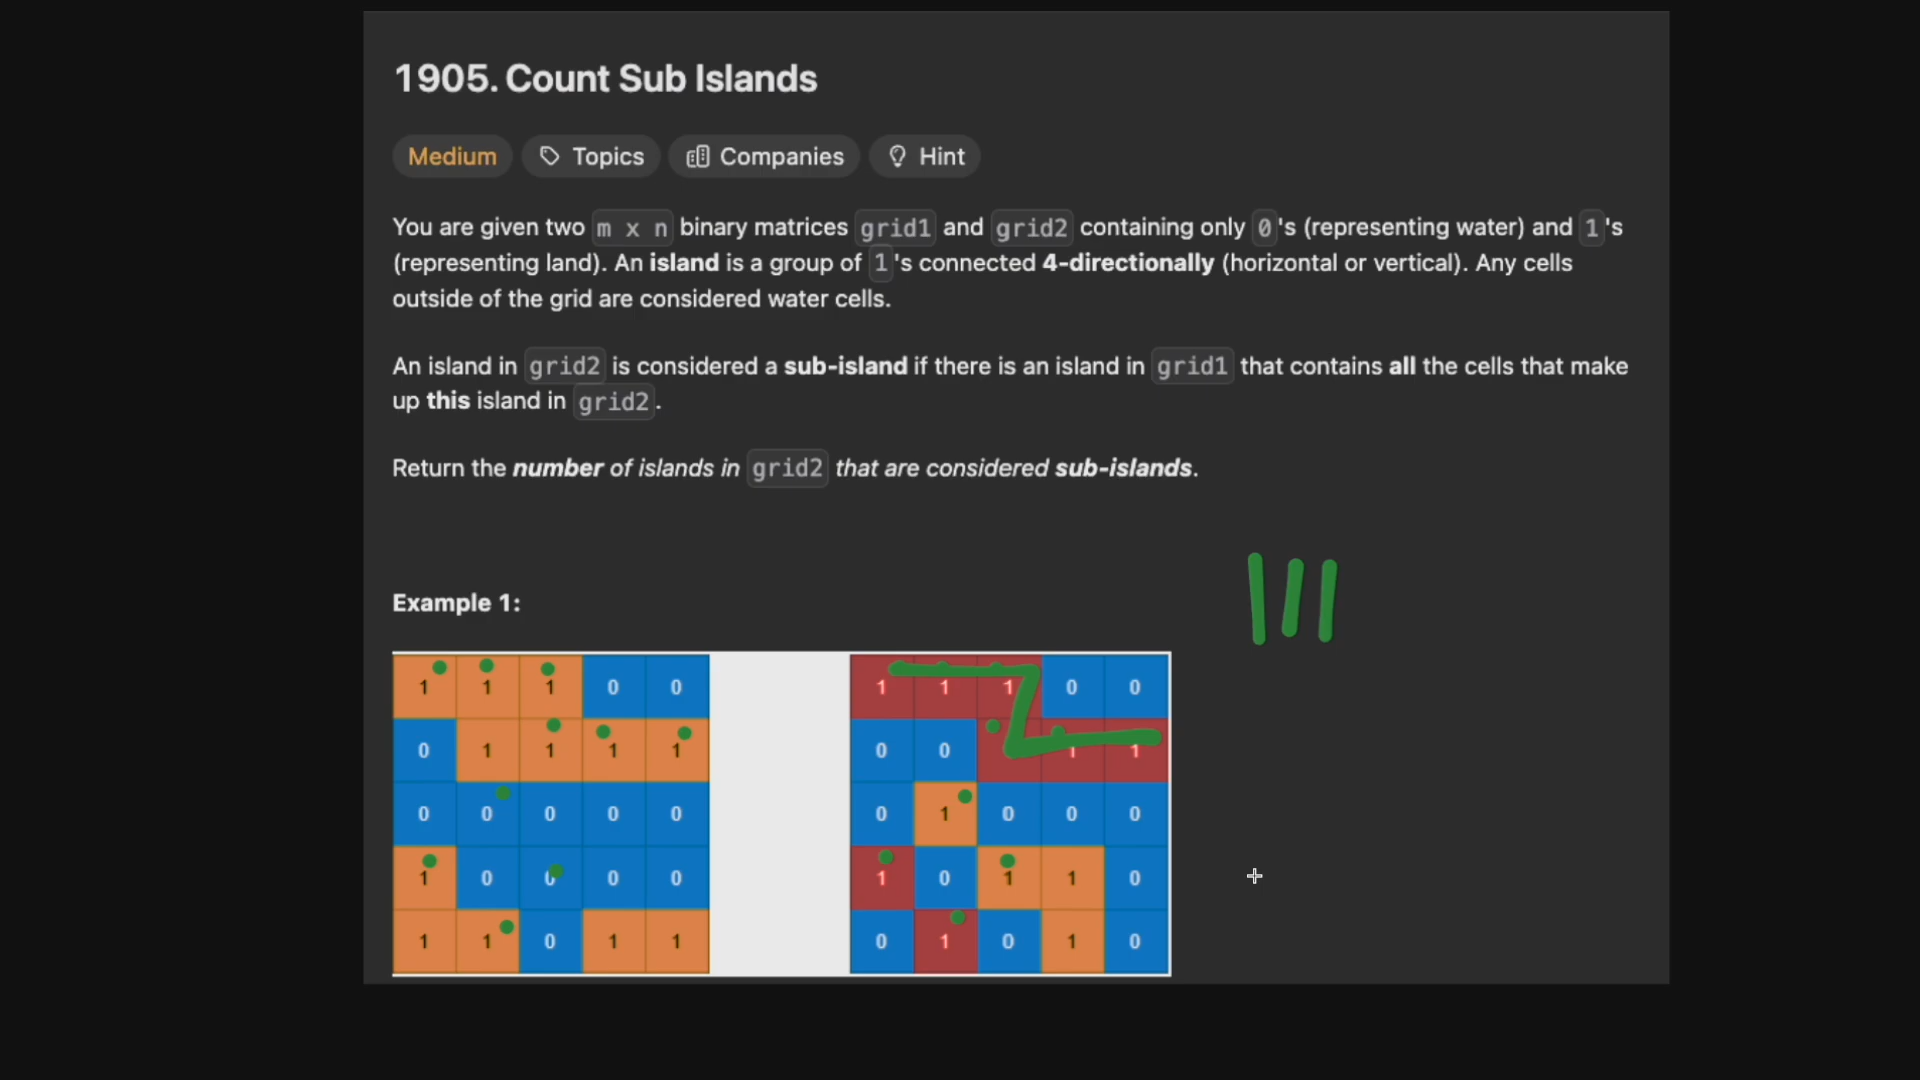 1905. Count Sub Islands
Medium Topics Companies Hint
You are given two m x n binary matrices grid1 and grid2 containing only 0's (representing water) and 1's
(representing land). An island is a group of 1's connected 4-directionally (horizontal or vertical). Any cells
outside of the grid are considered water cells.
An island in grid2 is considered a sub-island if there is an island in grid1 that contains all the cells that make
up this island in grid2.
Return the number of islands in grid2 that are considered sub-islands.
Example 1:
1 1 1 0 0 1 1 1 0 0
0 1 1 1 1 0 0 1 1
0 0 0 0 0 0 1 0 0 0
1 0 0 0 0 1 0 1 1 0
1 1 0 1 1 0 1 0 1 0